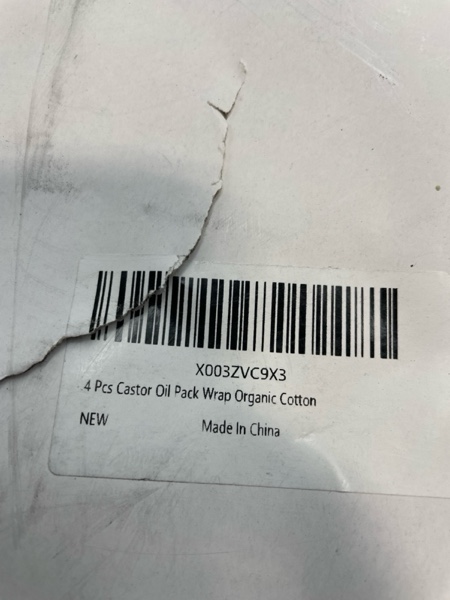 X003ZVC9X3
4 Pcs Castor Oil Pack Wrap Organic Cotton
NEW
Made In China